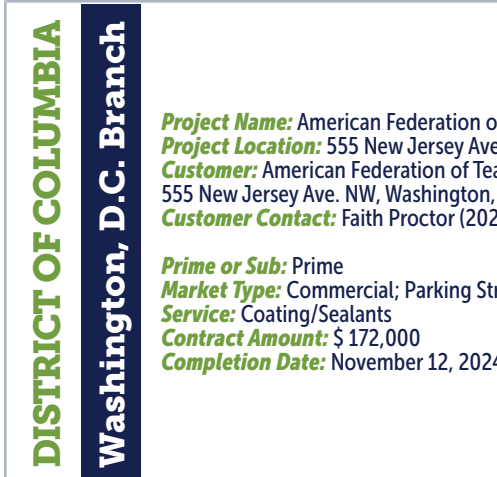 DISTRICT OF COLUMBIA
Washington, D.C. Branch
Project Name: American Federation o
Project Location: 555 New Jersey Ave
Customer: American Federation of Tea
555 New Jersey Ave. NW, Washington,
Customer Contact: Faith Proctor (202
Prime or Sub: Prime
Market Type: Commercial; Parking Str
Service: Coating/Sealants
Contract Amount: $ 172,000
Completion Date: November 12, 2024